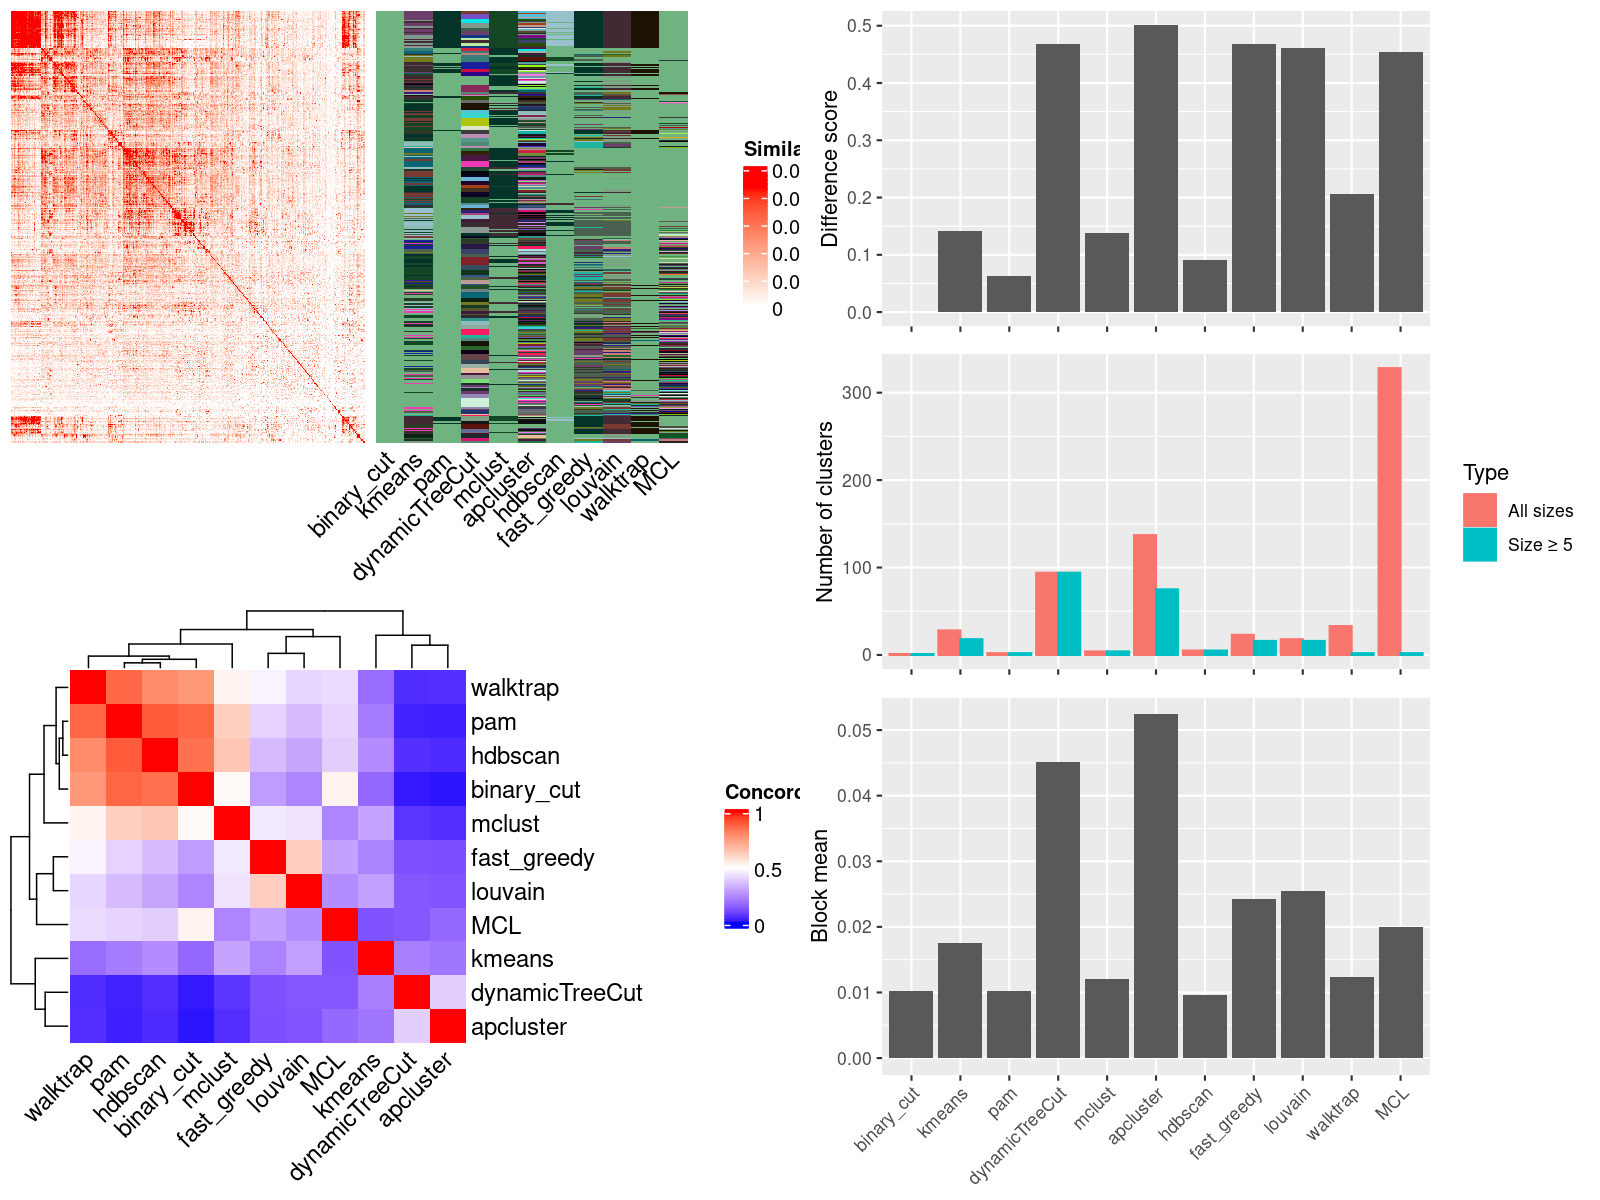 Simila
0.0
0.0
0.0
0.0
0.0
0
binary_cut
kmeans
pam
dynamicTreeCut
mclust
apcluster
hdbscan
fast_greedy
louvain
walktrap
MCL
walktrap
pam
hdbscan
binary_cut
mclust
fast_greedy
louvain
MCL
kmeans
dynamicTreeCut
apcluster
walktrap
pam
hdbscan
binary_cut
mclust
fast_greedy
louvain
MCL
kmeans
dynamicTreeCut
apcluster
Concord
1
0.5
0
Difference score
0.5
0.4
0.3
0.2
0.1
0.0
Number of clusters
300
200
100
0
Type
All sizes
Size ≥ 5
Block mean
0.05
0.04
0.03
0.02
0.01
0.00
binary_cut
kmeans
pam
dynamicTreeCut
mclust
apcluster
hdbscan
fast_greedy
louvain
walktrap
MCL